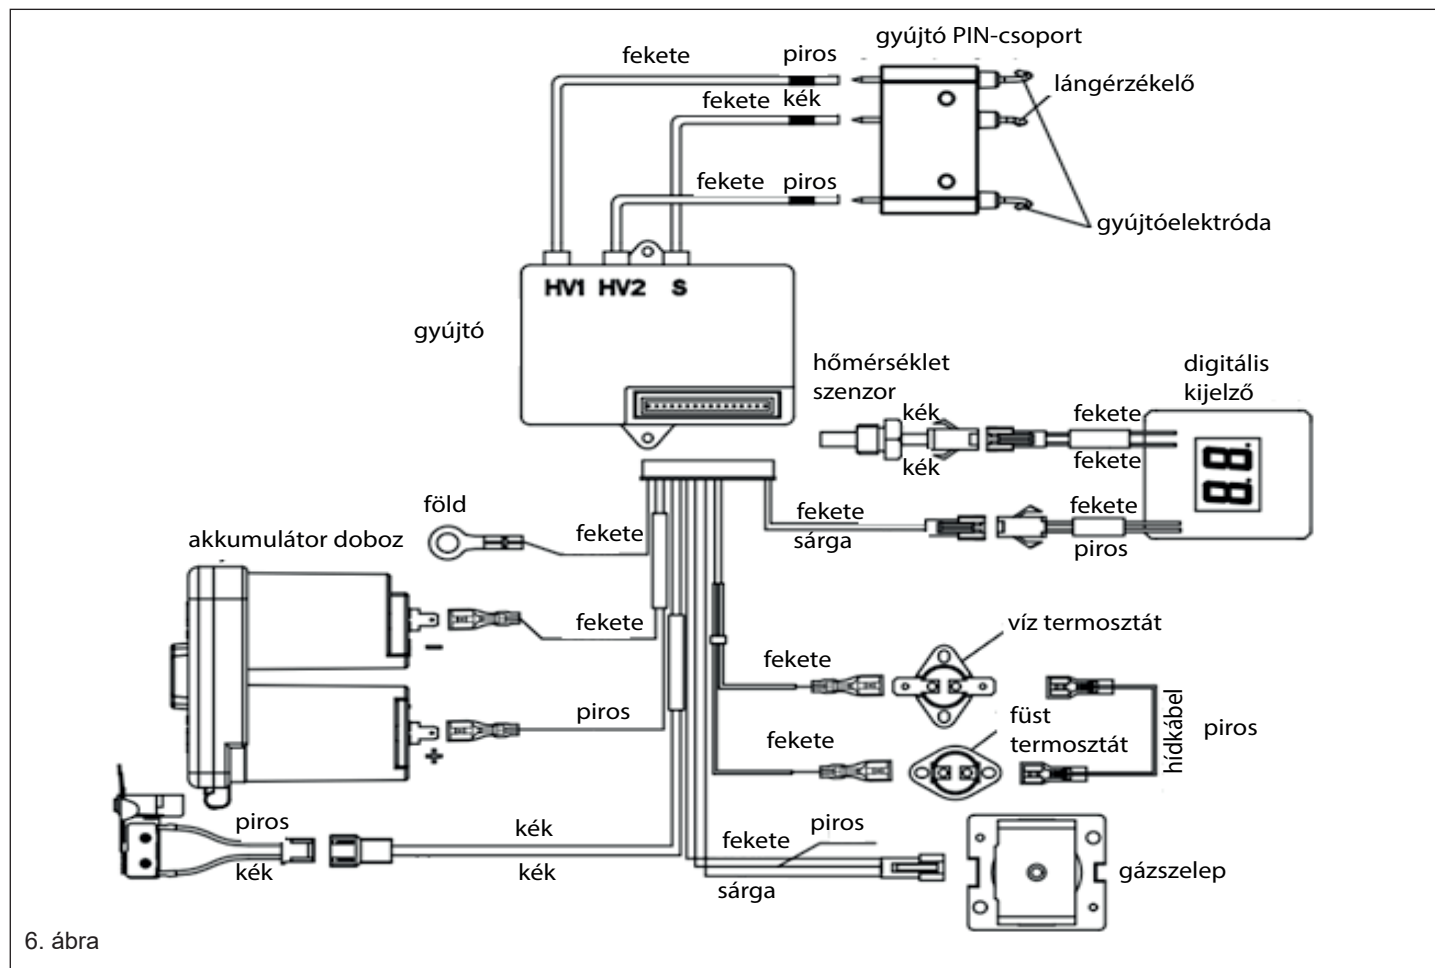 gyújtó PIN-csoport
fekete piros
lángérzékelő
fekete kék
fekete piros
gyújtóelektróda
HV1 HV2 S
gyújtó
hőmérséklet
szenzor
digitális
kijelző
kék
fekete
kék
fekete
föld
fekete
fekete
fekete
sárga
piros
akkumulátor doboz
fekete
-
víz termosztát
fekete
piros
+
füst
termosztát
fekete
hídkábel
piros
piros
kék
kék
kék
fekete
piros
sárga
gázszelep
88
6. ábra